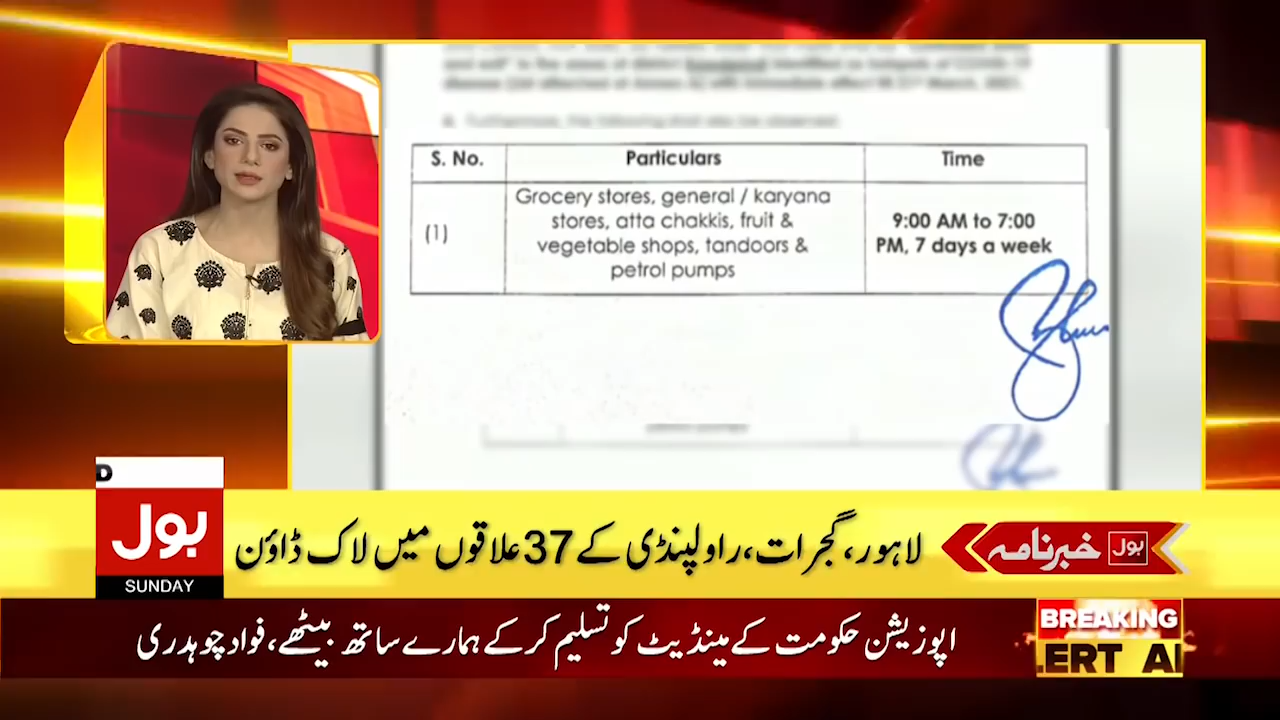 S. No.
Particulars
Time
(1)
Grocery stores, general / karyana
stores, atta chakkis, fruit &
vegetable shops, tandoors &
petrol pumps
9:00 AM to 7:00
PM, 7 days a week
بول
SUNDAY
لاہور، گجرات، راولپنڈی کے 37 علاقوں میں لاک ڈاؤن
بول خبرنامہ
اپوزیشن حکومت کے مینڈیٹ کو تسلیم کر کے ہمارے ساتھ بیٹھے، فواد چوہدری
BREAKING
LERT